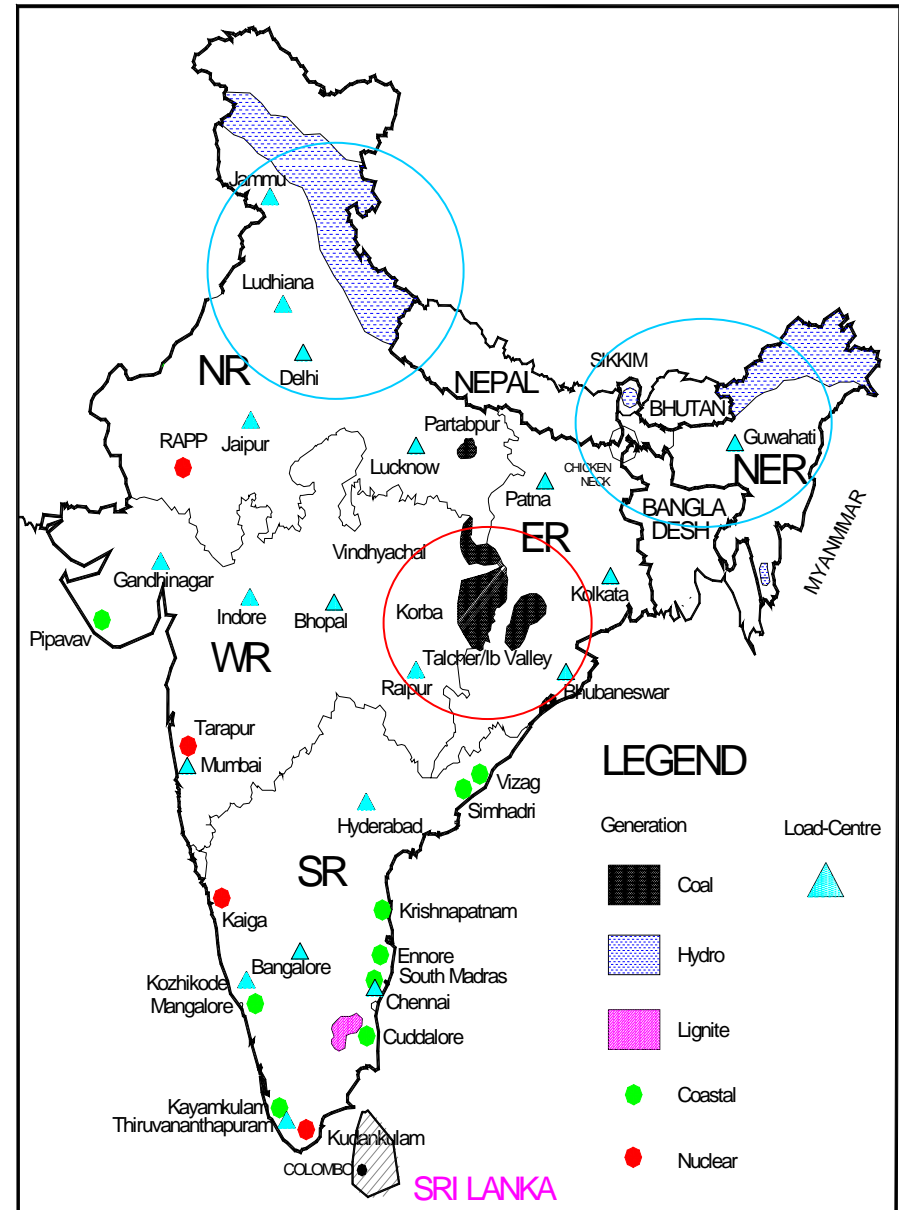 Jammu
Ludhiana
NR
Delhi
SIKKIM
NEPAL
BHUTAN
Partabpur
RAPP
Jaipur
Lucknow
Guwahati
NER
CHICKEN
NECK
Patna
BANGLA
DESH
MYANMMAR
ER
Vindhyachal
Gandhinagar
Kolkata
Indore
Bhopal
Korba
Pipavav
WR
Talcher/Ib Valley
Raipur
Bhubaneswar
Tarapur
Mumbai
Vizag
Simhadri
Hyderabad
SR
Krishnapatnam
Kaiga
Ennore
Bangalore
South Madras
Kozhikode
Chennai
Mangalore
Cuddalore
Kayamkulam
Thiruvananthapuram
Kudankulam
COLOMBO
SRI LANKA
LEGEND
Generation
Load-Centre
Coal
Hydro
Lignite
Coastal
Nuclear